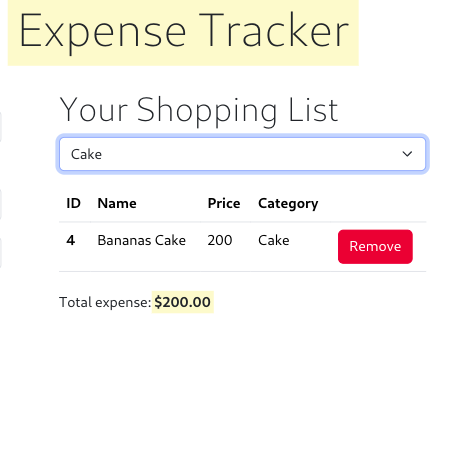 Expense Tracker
Your Shopping List
Cake
ID Name Price Category
4 Bananas Cake 200 Cake Remove
Total expense: $200.00